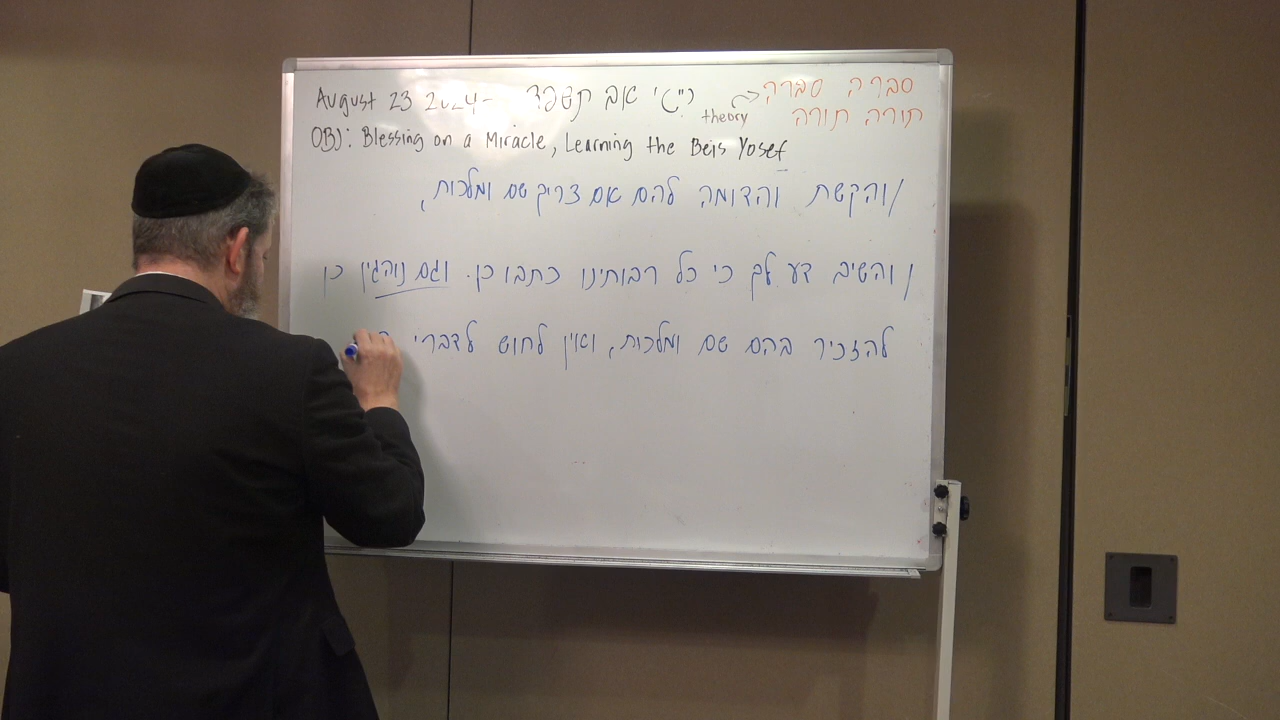 August 23 2024 - י"ט אב תשפד
theory
סברה סברה
תורה תורה
OBJ: Blessing on a Miracle, Learning the Beis Yosef
והקשת והדומה להם אם צריך שם ומלכות,
והשיב דע לך כי כל רבותינו כתבו כן. וגם נוהגין כן
להזכיר בהם שם ומלכות, ואין לחוש לדברי